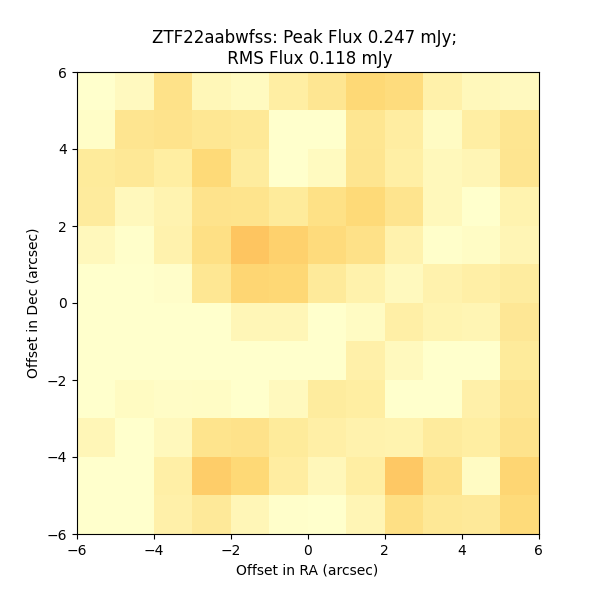 ZTF22aabwfss: Peak Flux 0.247 mJy;
RMS Flux 0.118 mJy
6
4
2
0
−2
−4
−6
Offset in Dec (arcsec)
−6 −4 −2 0 2 4 6
Offset in RA (arcsec)